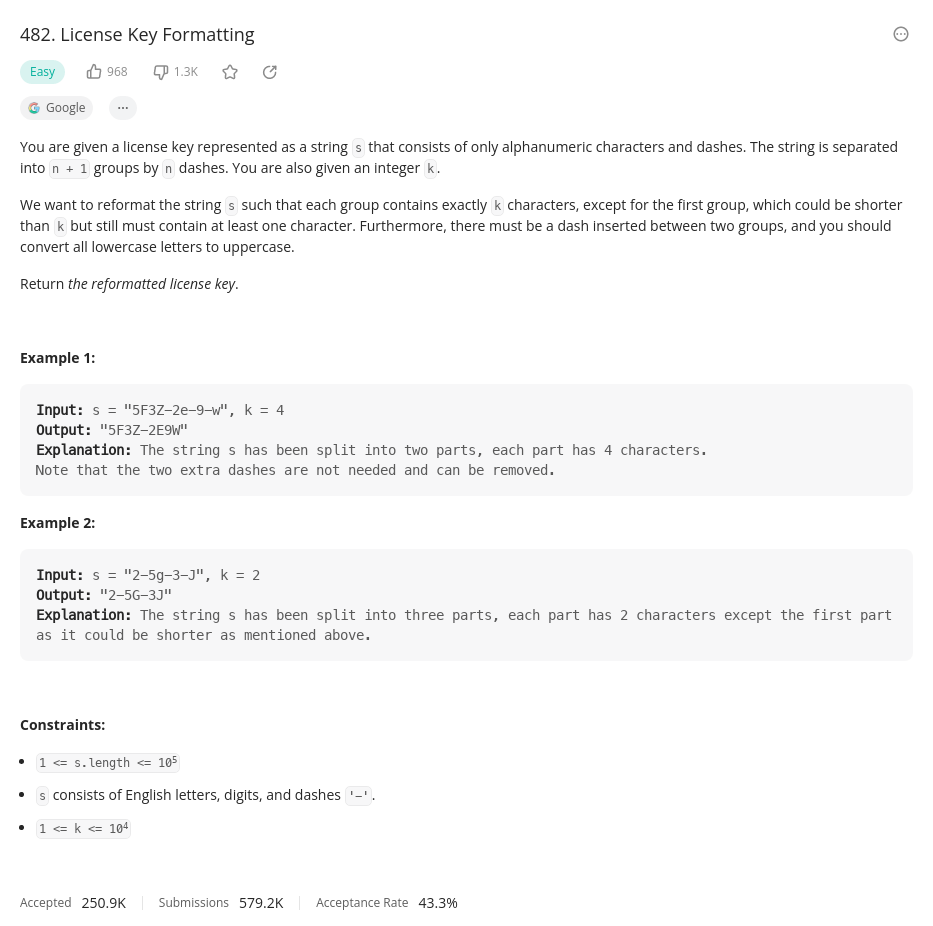 482. License Key Formatting
Easy 968 1.3K
Google ...
You are given a license key represented as a string s that consists of only alphanumeric characters and dashes. The string is separated
into n + 1 groups by n dashes. You are also given an integer k.
We want to reformat the string s such that each group contains exactly k characters, except for the first group, which could be shorter
than k but still must contain at least one character. Furthermore, there must be a dash inserted between two groups, and you should
convert all lowercase letters to uppercase.
Return the reformatted license key.
Example 1:
Input: s = "5F3Z-2e-9-w", k = 4
Output: "5F3Z-2E9W"
Explanation: The string s has been split into two parts, each part has 4 characters.
Note that the two extra dashes are not needed and can be removed.
Example 2:
Input: s = "2-5g-3-J", k = 2
Output: "2-5G-3J"
Explanation: The string s has been split into three parts, each part has 2 characters except the first part
as it could be shorter as mentioned above.
Constraints:
1 <= s.length <= 10⁵
s consists of English letters, digits, and dashes '-'.
1 <= k <= 10⁴
Accepted 250.9K Submissions 579.2K Acceptance Rate 43.3%